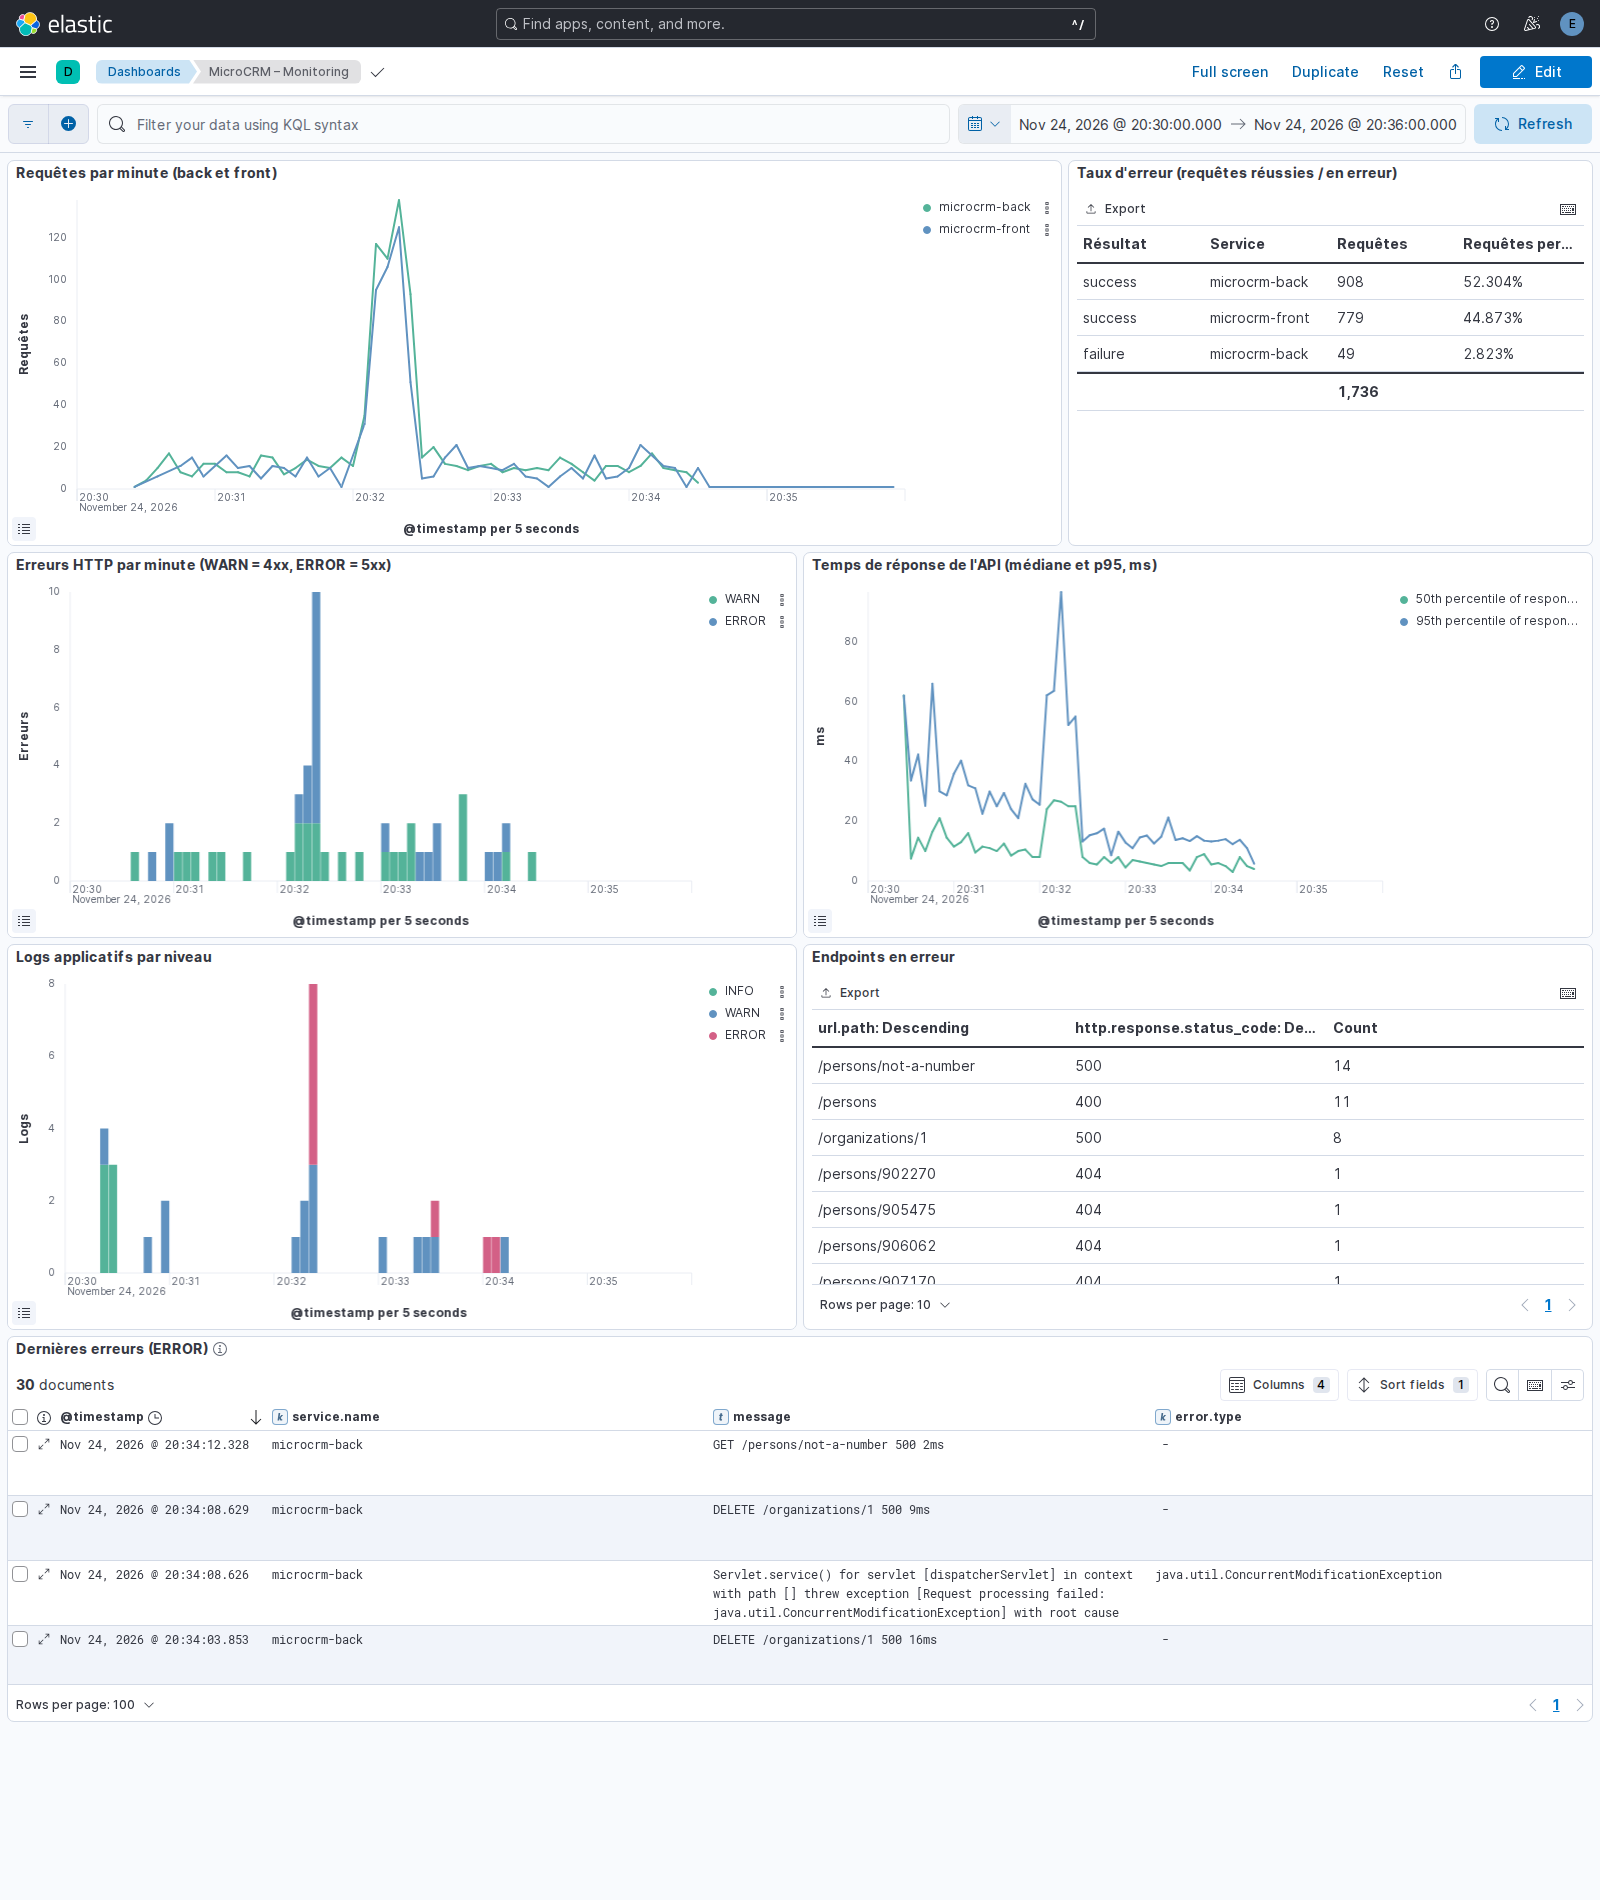 elastic
Find apps, content, and more.
^/
E
D
Dashboards
MicroCRM – Monitoring
Full screen
Duplicate
Reset
Edit
Filter your data using KQL syntax
Nov 24, 2026 @ 20:30:00.000 → Nov 24, 2026 @ 20:36:00.000
Refresh
Requêtes par minute (back et front)
microcrm-back
microcrm-front
Requêtes
120
100
80
60
40
20
0
20:30 20:31 20:32 20:33 20:34 20:35
November 24, 2026
@timestamp per 5 seconds
Taux d'erreur (requêtes réussies / en erreur)
Export
Résultat Service Requêtes Requêtes per...
success microcrm-back 908 52.304%
success microcrm-front 779 44.873%
failure microcrm-back 49 2.823%
1,736
Erreurs HTTP par minute (WARN = 4xx, ERROR = 5xx)
WARN
ERROR
Erreurs
10
8
6
4
2
0
20:30 20:31 20:32 20:33 20:34 20:35
November 24, 2026
@timestamp per 5 seconds
Temps de réponse de l'API (médiane et p95, ms)
50th percentile of respon...
95th percentile of respon...
ms
80
60
40
20
0
20:30 20:31 20:32 20:33 20:34 20:35
November 24, 2026
@timestamp per 5 seconds
Logs applicatifs par niveau
INFO
WARN
ERROR
Logs
8
6
4
2
0
20:30 20:31 20:32 20:33 20:34 20:35
November 24, 2026
@timestamp per 5 seconds
Endpoints en erreur
Export
url.path: Descending http.response.status_code: De... Count
/persons/not-a-number 500 14
/persons 400 11
/organizations/1 500 8
/persons/902270 404 1
/persons/905475 404 1
/persons/906062 404 1
/persons/907170 404 1
Rows per page: 10
1
Dernières erreurs (ERROR)
30 documents
Columns 4
Sort fields 1
@timestamp k service.name t message k error.type
Nov 24, 2026 @ 20:34:12.328 microcrm-back GET /persons/not-a-number 500 2ms -
Nov 24, 2026 @ 20:34:08.629 microcrm-back DELETE /organizations/1 500 9ms -
Nov 24, 2026 @ 20:34:08.626 microcrm-back Servlet.service() for servlet [dispatcherServlet] in context java.util.ConcurrentModificationException
with path [] threw exception [Request processing failed:
java.util.ConcurrentModificationException] with root cause
Nov 24, 2026 @ 20:34:03.853 microcrm-back DELETE /organizations/1 500 16ms -
Rows per page: 100
1